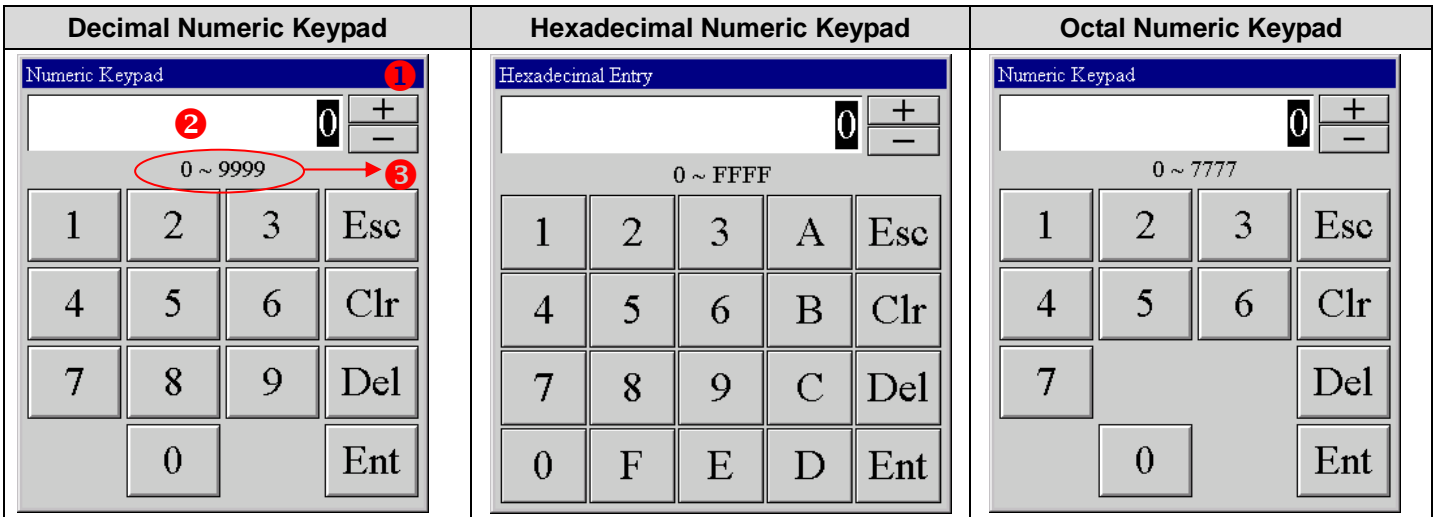 Decimal Numeric Keypad
Numeric Keypad 1
2 0 +
−
0 ~ 9999 3
1 2 3 Esc
4 5 6 Clr
7 8 9 Del
0 Ent
Hexadecimal Numeric Keypad
Hexadecimal Entry
0 +
−
0 ~ FFFF
1 2 3 A Esc
4 5 6 B Clr
7 8 9 C Del
0 F E D Ent
Octal Numeric Keypad
Numeric Keypad
0 +
−
0 ~ 7777
1 2 3 Esc
4 5 6 Clr
7 Del
0 Ent